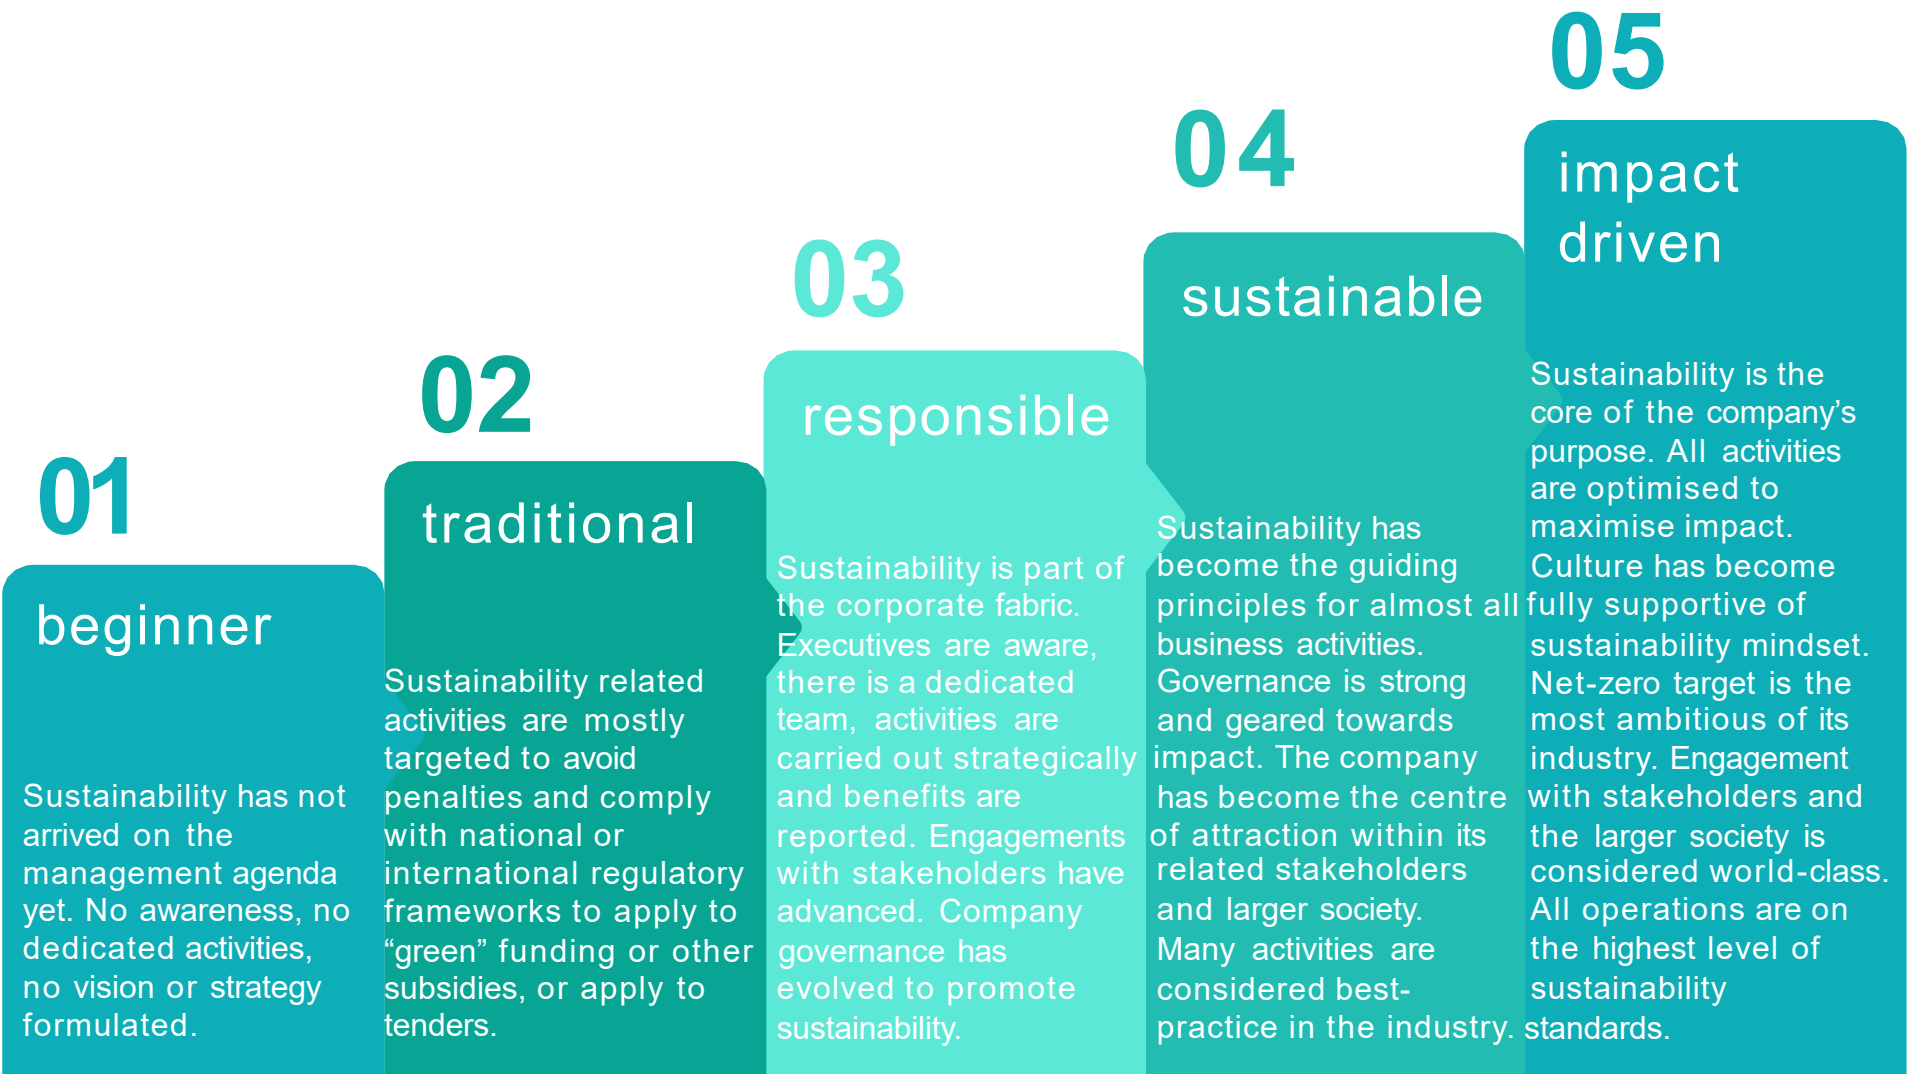 01
beginner
Sustainability has not
arrived on the
management agenda
yet. No awareness, no
dedicated activities,
no vision or strategy
formulated.
02
traditional
Sustainability related
activities are mostly
targeted to avoid
penalties and comply
with national or
international regulatory
frameworks to apply to
“green” funding or other
subsidies, or apply to
tenders.
03
responsible
Sustainability is part of
the corporate fabric.
Executives are aware,
there is a dedicated
team, activities are
carried out strategically
and benefits are
reported. Engagements
with stakeholders have
advanced. Company
governance has
evolved to promote
sustainability.
04
sustainable
Sustainability has
become the guiding
principles for almost all
business activities.
Governance is strong
and geared towards
impact. The company
has become the centre
of attraction within its
related stakeholders
and larger society.
Many activities are
considered best-
practice in the industry.
05
impact
driven
Sustainability is the
core of the company’s
purpose. All activities
are optimised to
maximise impact.
Culture has become
fully supportive of
sustainability mindset.
Net-zero target is the
most ambitious of its
industry. Engagement
with stakeholders and
the larger society is
considered world-class.
All operations are on
the highest level of
sustainability
standards.